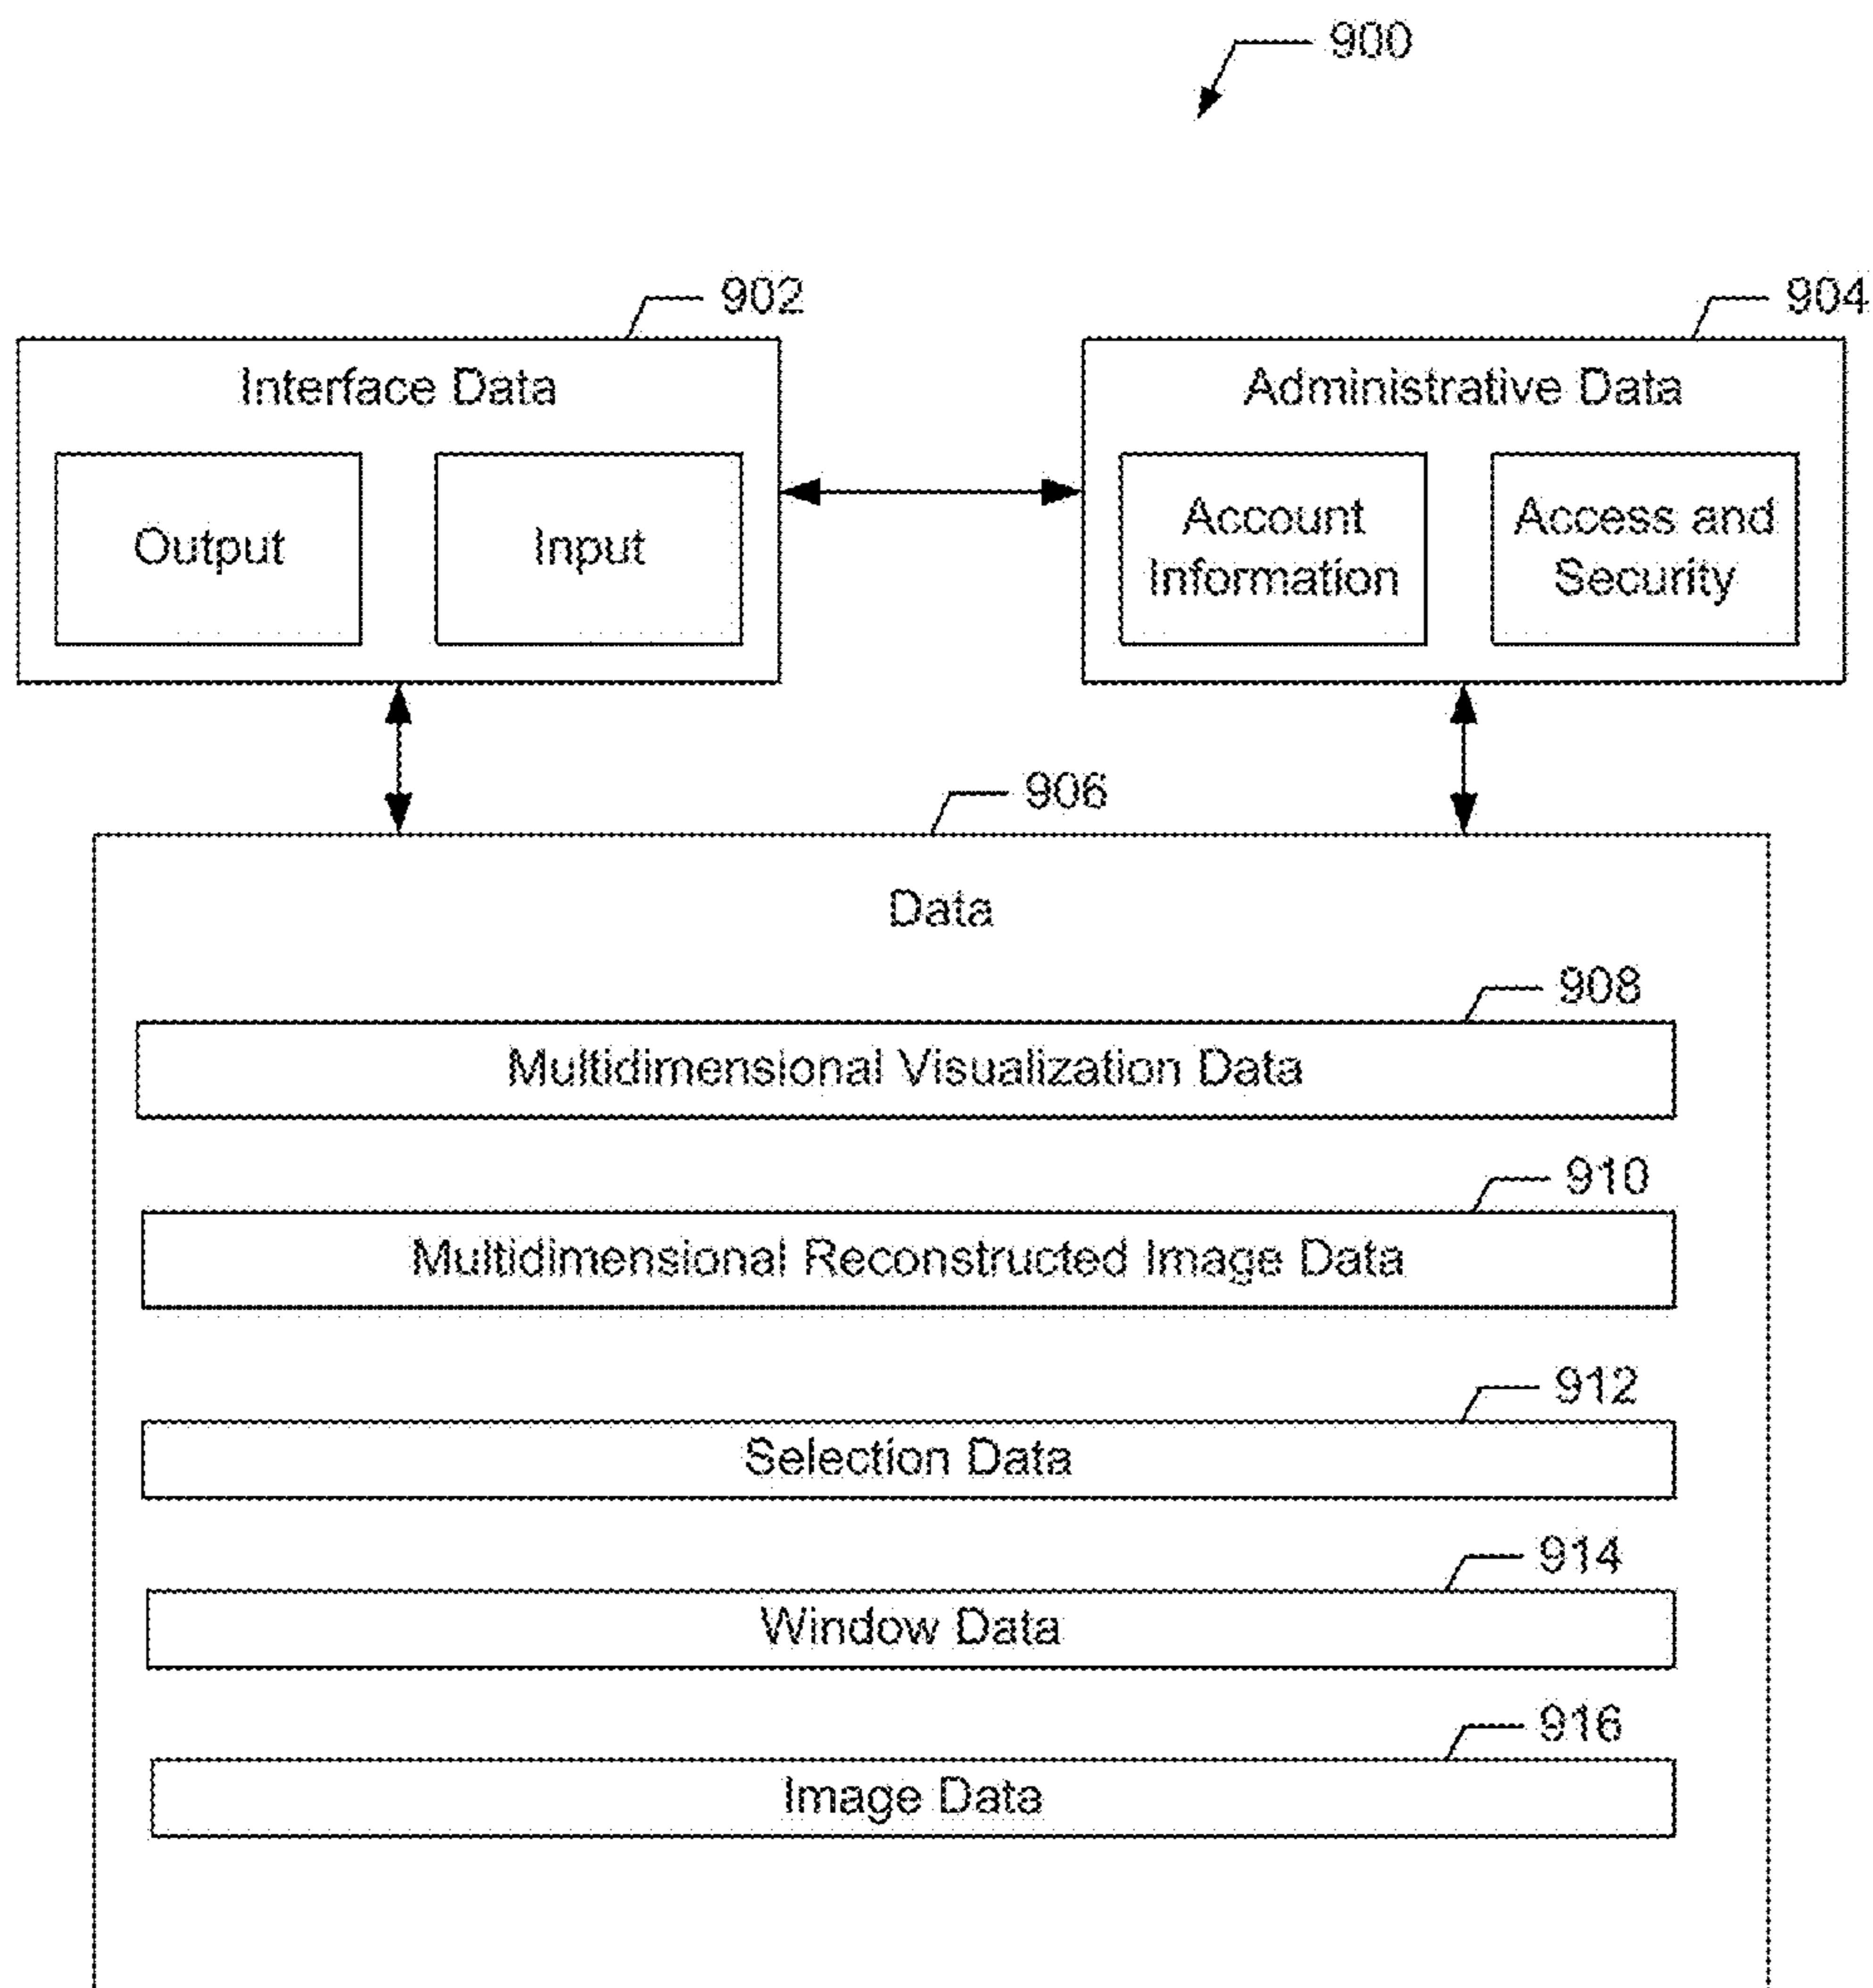 900
902
904
Interface Data
Administrative Data
Output
Input
Account
Information
Access and
Security
906
Data
908
Multidimensional Visualization Data
910
Multidimensional Reconstructed Image Data
912
Selection Data
914
Window Data
916
Image Data